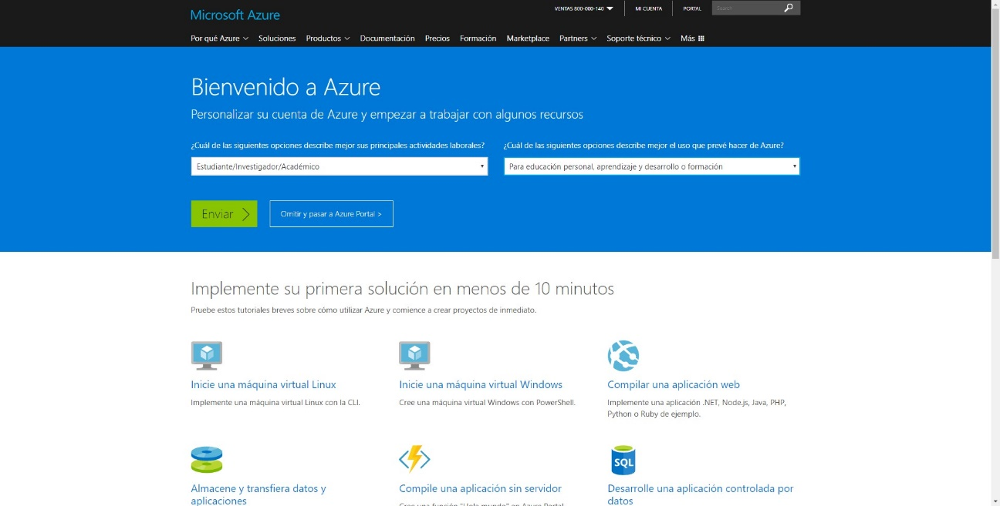 Microsoft Azure
VENTAS 800-000-140
MI CUENTA
PORTAL
Search
Por qué Azure
Soluciones
Productos
Documentación
Precios
Formación
Marketplace
Partners
Soporte técnico
Más
Bienvenido a Azure
Personalizar su cuenta de Azure y empezar a trabajar con algunos recursos
¿Cuál de las siguientes opciones describe mejor sus principales actividades laborales?
Estudiante/Investigador/Académico
¿Cuál de las siguientes opciones describe mejor el uso que prevé hacer de Azure?
Para educación personal, aprendizaje y desarrollo o formación
Enviar
Omitir y pasar a Azure Portal >
Implemente su primera solución en menos de 10 minutos
Pruebe estos tutoriales breves sobre cómo utilizar Azure y comience a crear proyectos de inmediato.
Inicie una máquina virtual Linux
Implemente una máquina virtual Linux con la CLI.
Inicie una máquina virtual Windows
Cree una máquina virtual Windows con PowerShell.
Compilar una aplicación web
Implemente una aplicación .NET, Node.js, Java, PHP,
Python o Ruby de ejemplo.
Almacene y transfiera datos y
aplicaciones
Compile una aplicación sin servidor
Cree una función "Hola mundo" en Azure Portal.
SQL
Desarrolle una aplicación controlada por
datos